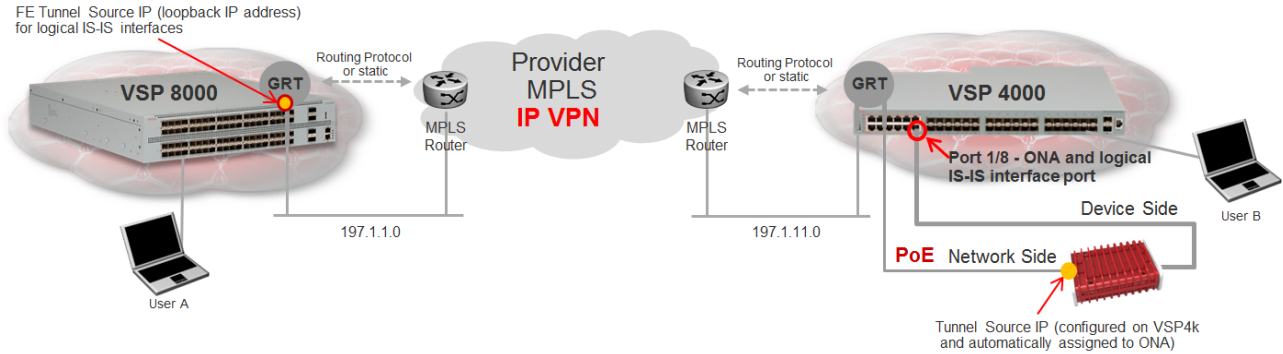 FE Tunnel Source IP (loopback IP address)
for logical IS-IS interfaces
GRT
VSP 8000
Routing Protocol
or static
MPLS
Router
Provider
MPLS
IP VPN
Routing Protocol
or static
MPLS
Router
GRT
VSP 4000
Port 1/8 - ONA and logical
IS-IS interface port
User B
Device Side
197.1.1.0
197.1.11.0
PoE Network Side
User A
Tunnel Source IP (configured on VSP4k
and automatically assigned to ONA)